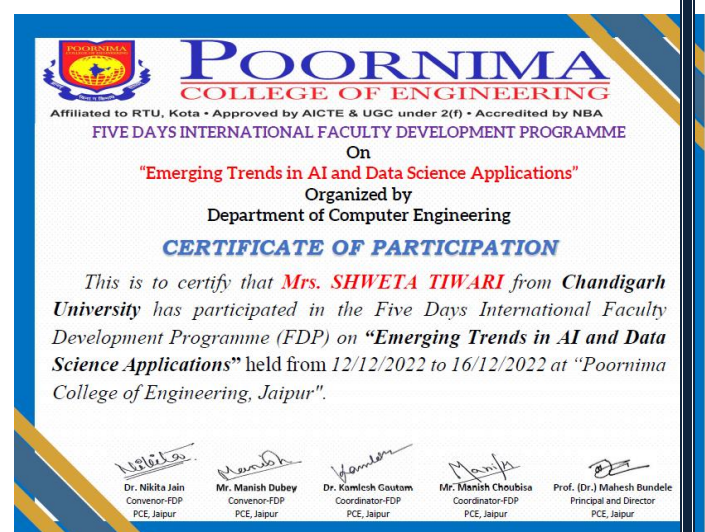 POORNIMA
POORNIMA
COLLEGE OF ENGINEERING
Affiliated to RTU, Kota • Approved by AICTE & UGC under 2(f) • Accredited by NBA
FIVE DAYS INTERNATIONAL FACULTY DEVELOPMENT PROGRAMME
On
"Emerging Trends in AI and Data Science Applications"
Organized by
Department of Computer Engineering
CERTIFICATE OF PARTICIPATION
This is to certify that Mrs. SHWETA TIWARI from Chandigarh
University has participated in the Five Days International Faculty
Development Programme (FDP) on "Emerging Trends in AI and Data
Science Applications" held from 12/12/2022 to 16/12/2022 at "Poornima
College of Engineering, Jaipur".
Nikita Manish Kamlesh Manish
Dr. Nikita Jain Mr. Manish Dubey Dr. Kamlesh Gautam Mr. Manish Choubisa Prof. (Dr.) Mahesh Bundele
Convenor-FDP Convenor-FDP Coordinator-FDP Coordinator-FDP Principal and Director
PCE, Jaipur PCE, Jaipur PCE, Jaipur PCE, Jaipur PCE, Jaipur